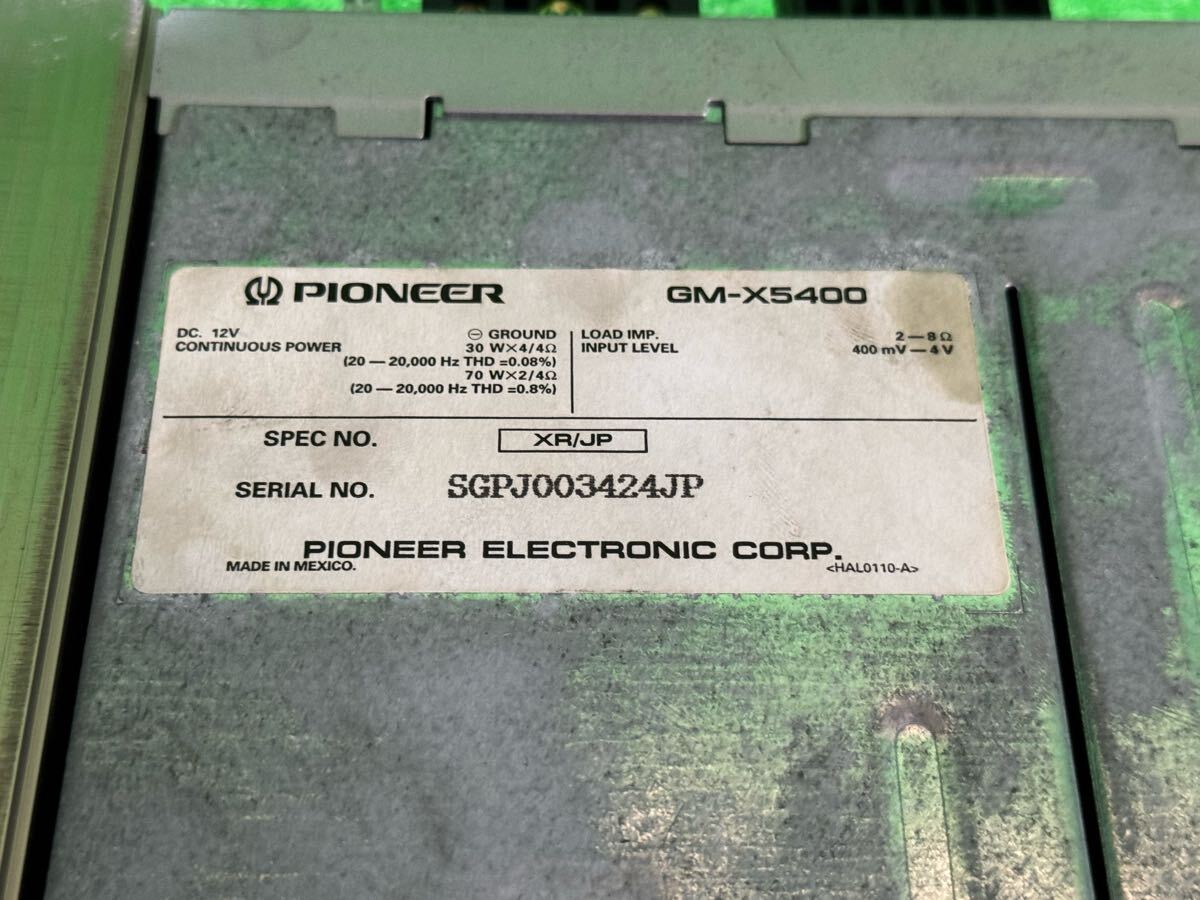 PIONEER GM-X5400
DC. 12V ⊖ GROUND
CONTINUOUS POWER 30 W×4/4Ω
(20 — 20,000 Hz THD =0.08%)
70 W×2/4Ω
(20 — 20,000 Hz THD =0.8%)
LOAD IMP. 2 — 8 Ω
INPUT LEVEL 400 mV — 4 V
SPEC NO. XR/JP
SERIAL NO. SGPJ003424JP
PIONEER ELECTRONIC CORP.
MADE IN MEXICO. <HAL0110-A>